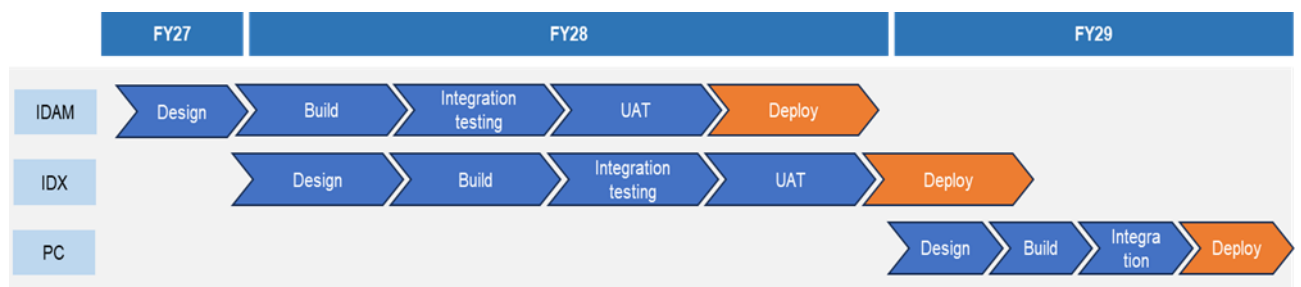 FY27 FY28 FY29
IDAM Design Build Integration testing UAT Deploy
IDX Design Build Integration testing UAT Deploy
PC Design Build Integra tion Deploy